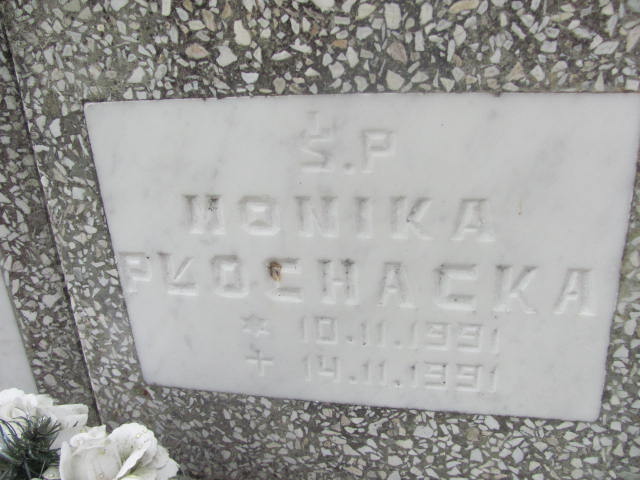 Ś.P
MONIKA
PŁOCHACKA
* 10.11.1991
+ 14.11.1991